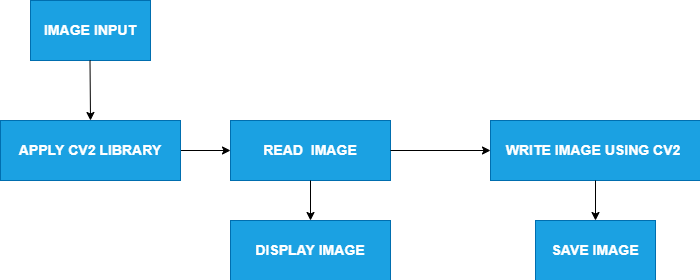 IMAGE INPUT
APPLY CV2 LIBRARY
READ IMAGE
WRITE IMAGE USING CV2
DISPLAY IMAGE
SAVE IMAGE